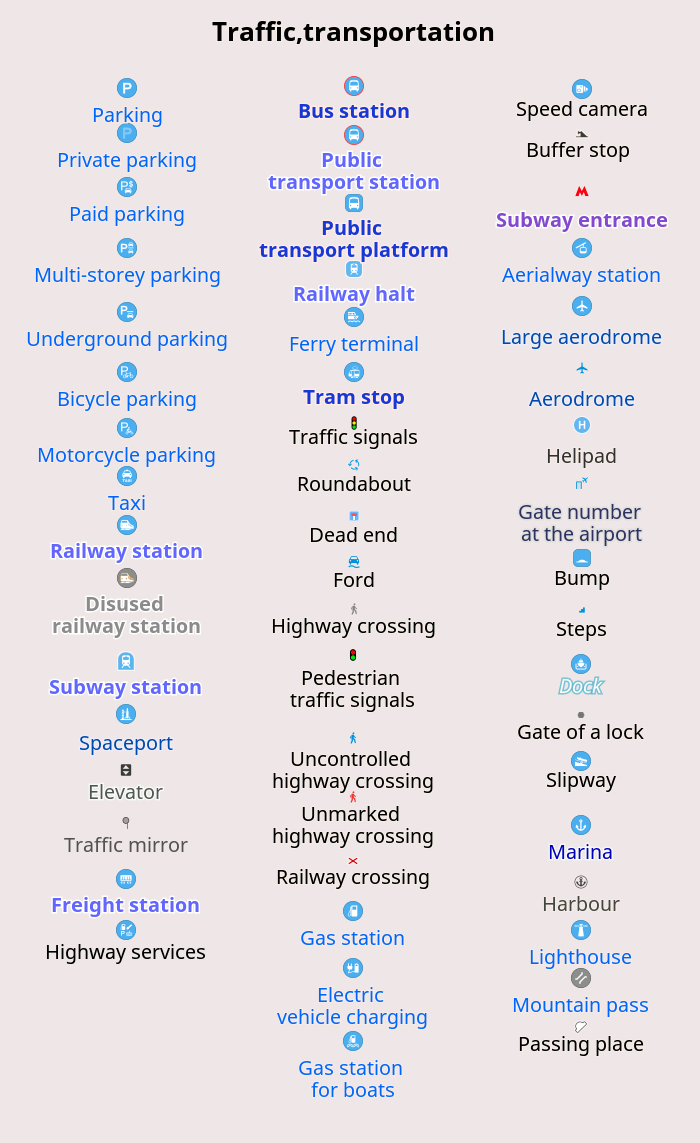 Traffic,transportation
Parking
Private parking
Paid parking
Multi-storey parking
Underground parking
Bicycle parking
Motorcycle parking
Taxi
Railway station
Disused
railway station
Subway station
Spaceport
Elevator
Traffic mirror
Freight station
Highway services
Bus station
Public
transport station
Public
transport platform
Railway halt
Ferry terminal
Tram stop
Traffic signals
Roundabout
Dead end
Ford
Highway crossing
Pedestrian
traffic signals
Uncontrolled
highway crossing
Unmarked
highway crossing
Railway crossing
Gas station
Electric
vehicle charging
Gas station
for boats
Speed camera
Buffer stop
Subway entrance
Aerialway station
Large aerodrome
Aerodrome
Helipad
Gate number
at the airport
Bump
Steps
Dock
Gate of a lock
Slipway
Marina
Harbour
Lighthouse
Mountain pass
Passing place